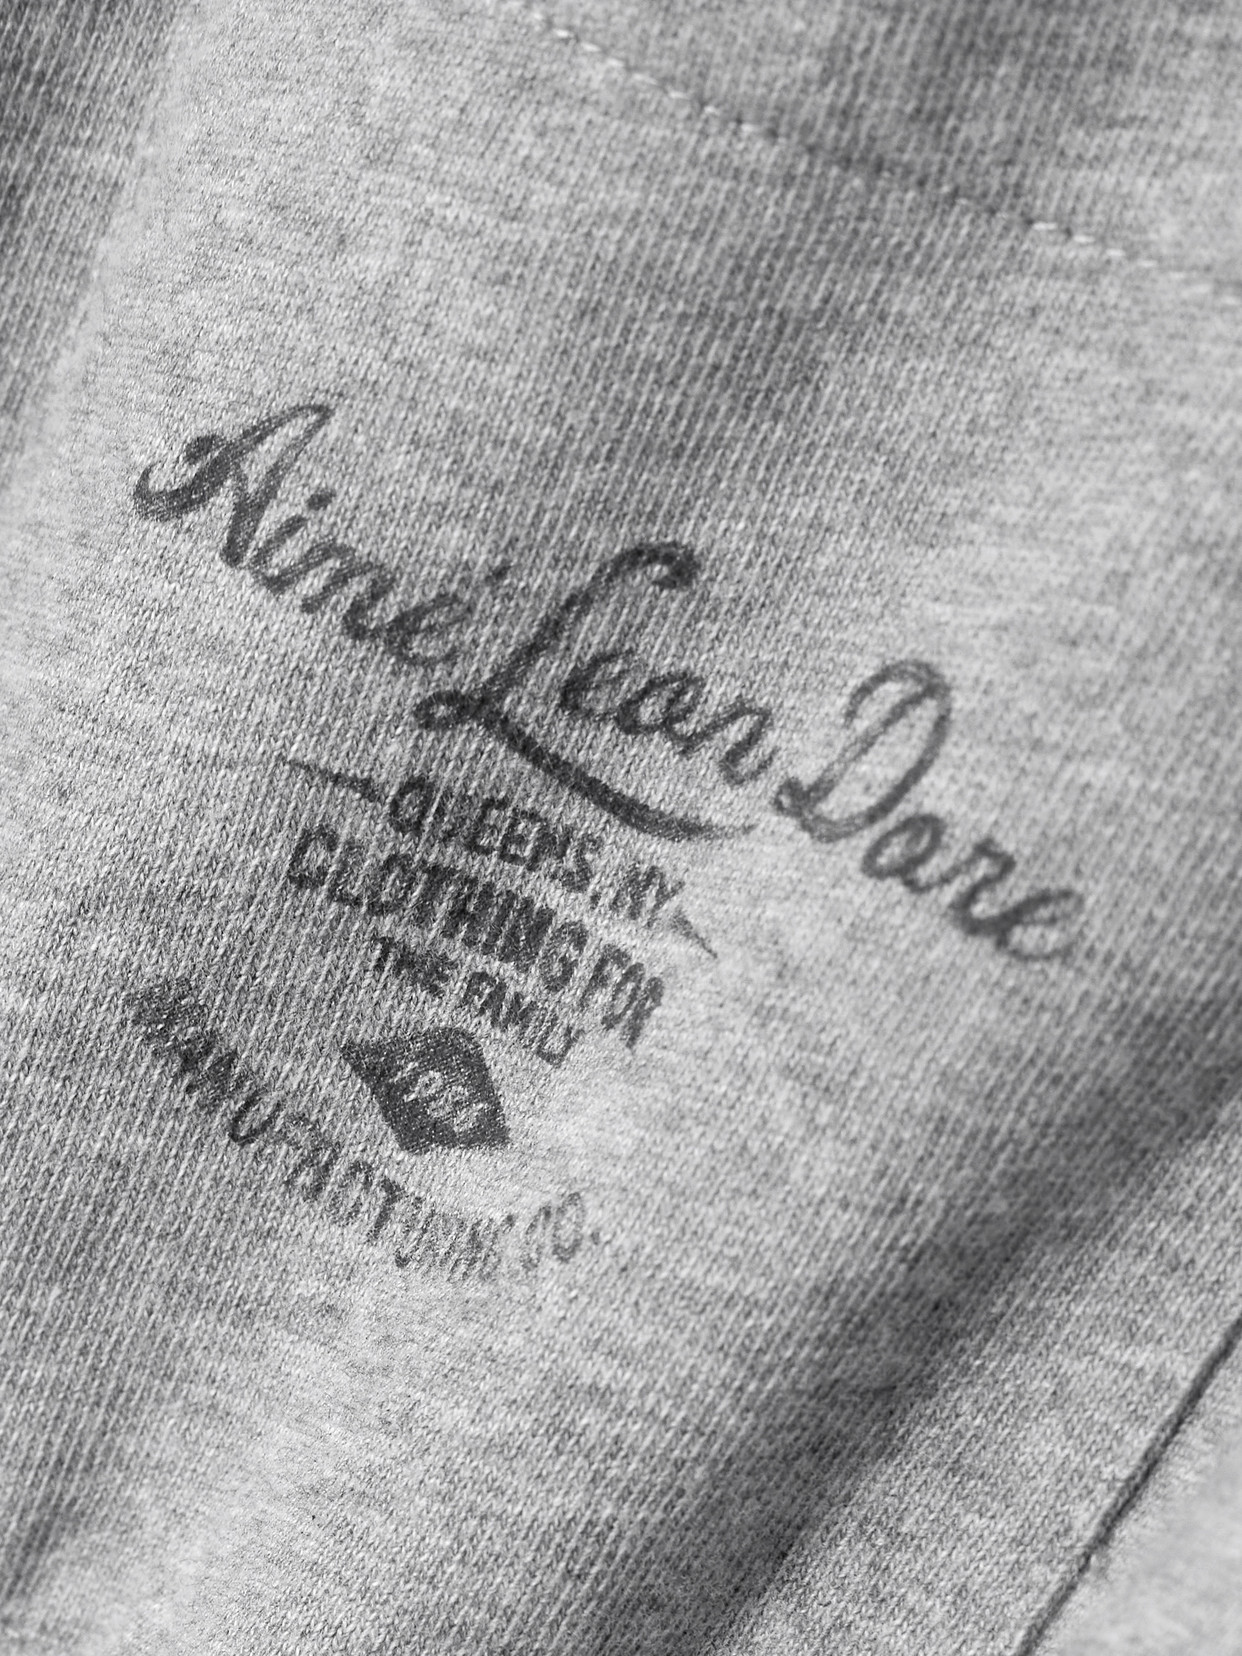 Aimé Leon Dore
QUEENS, NY
CLOTHING FOR
THE FAMILY
MANUFACTURING CO.